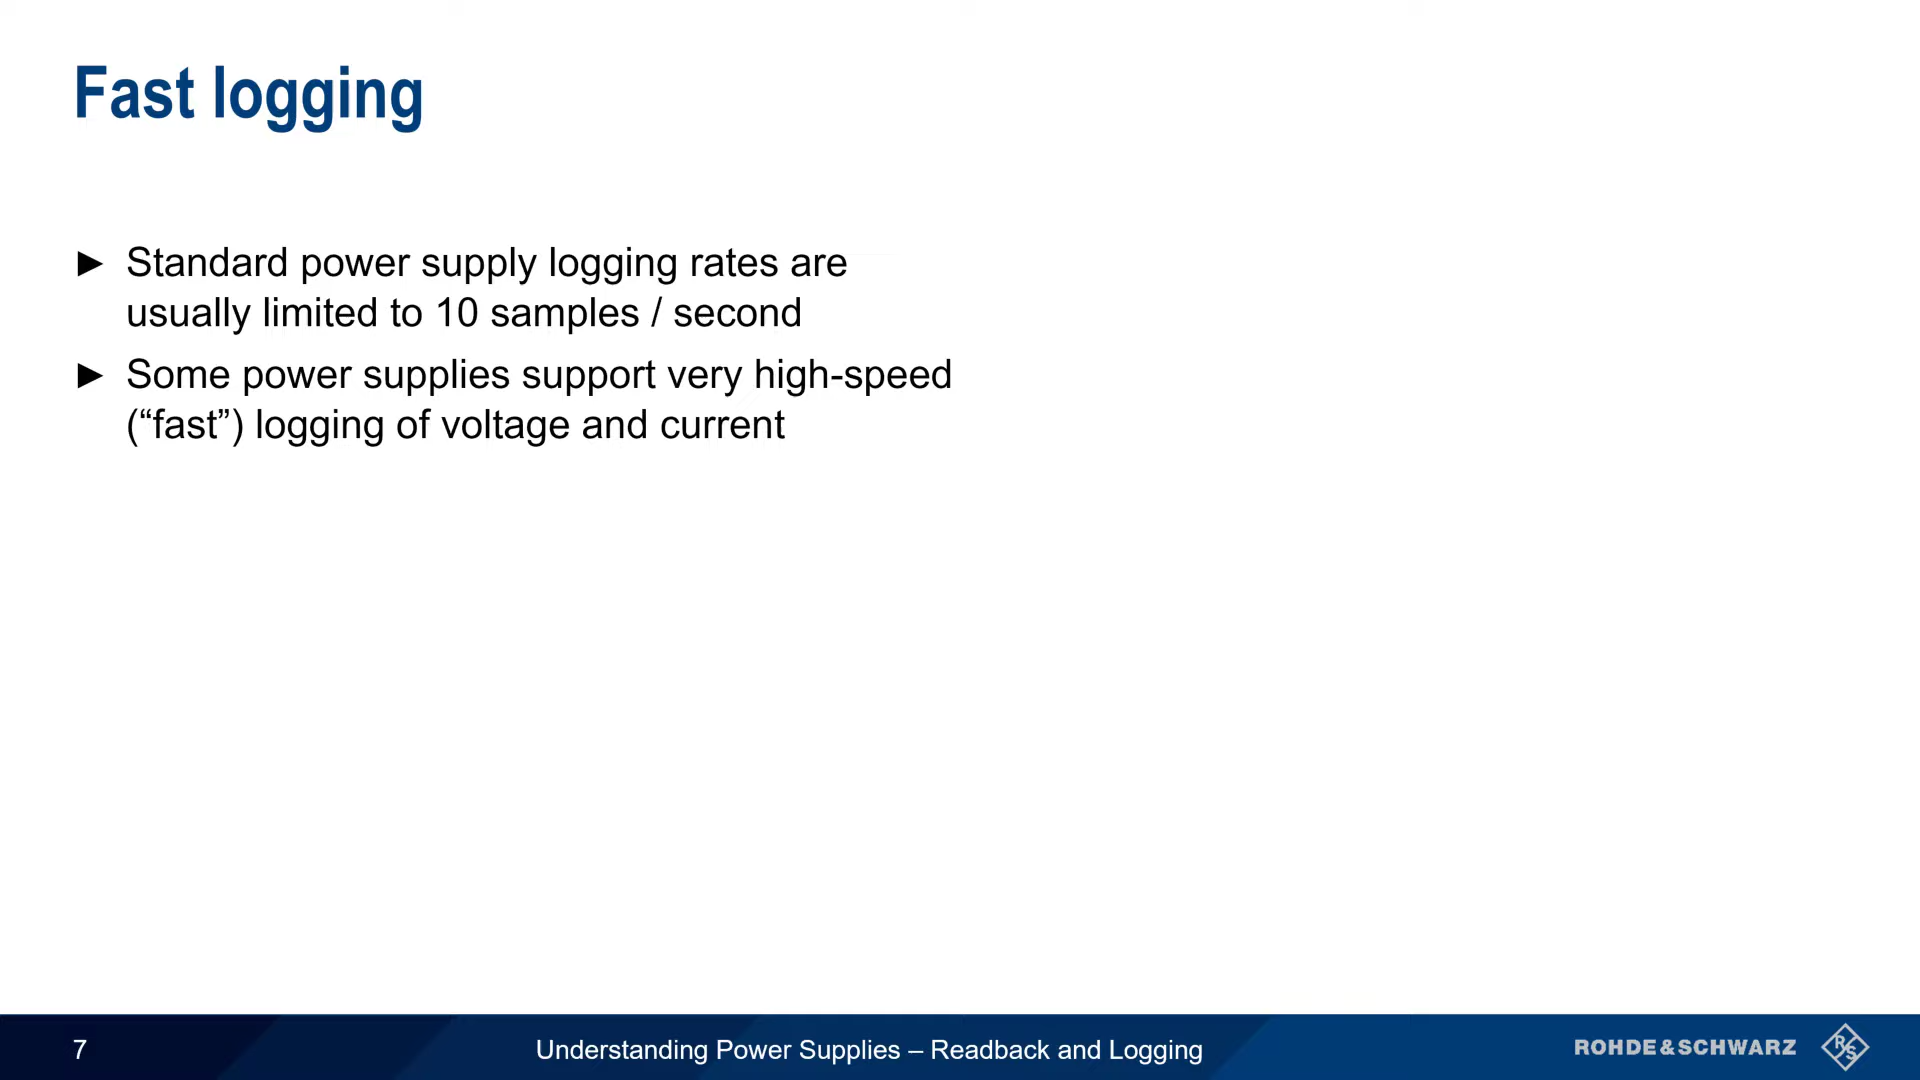 Fast logging
► Standard power supply logging rates are
usually limited to 10 samples / second
► Some power supplies support very high-speed
(“fast”) logging of voltage and current
7
Understanding Power Supplies – Readback and Logging
ROHDE&SCHWARZ
R&S